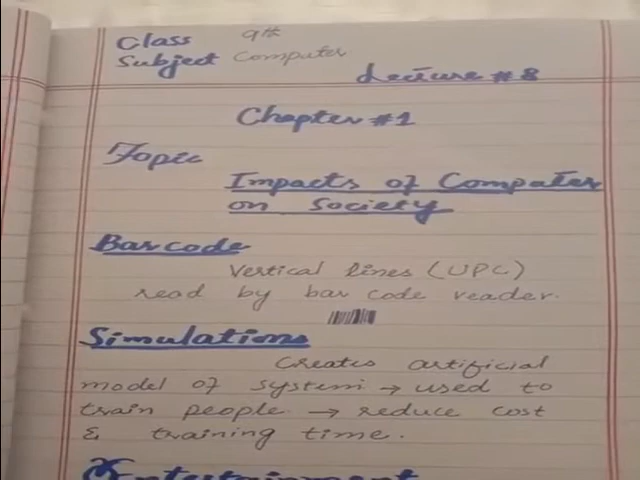 Class 9th
Subject Computer
Lecture # 8
Chapter #1
Topic
Impacts of Computer
on Society
Barcode
Vertical lines (UPC)
read by bar code reader.
Simulations
Creates artificial
model of system → used to
train people → reduce cost
& training time.
Entertainment